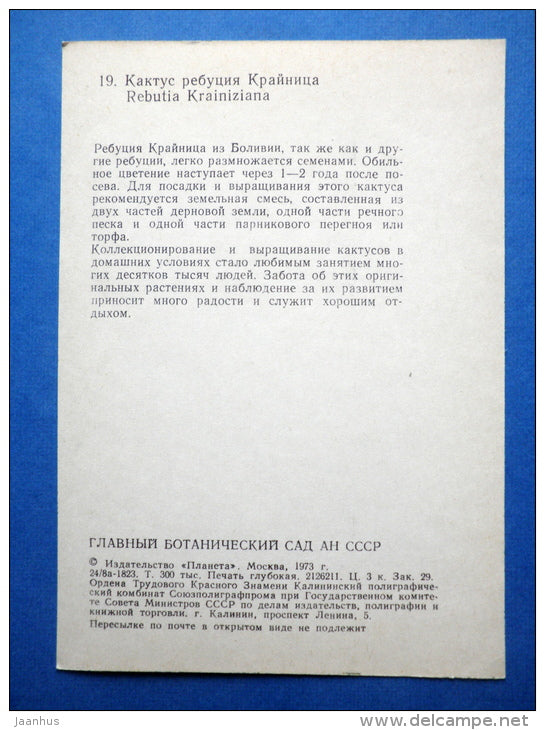 19. Кактус ребуция Крайница
Rebutia Krainiziana
Ребуция Крайница из Боливии, так же как и дру-
гие ребуции, легко размножается семенами. Обиль-
ное цветение наступает через 1—2 года после по-
сева. Для посадки и выращивания этого кактуса
рекомендуется земельная смесь, составленная из
двух частей дерновой земли, одной части речного
песка и одной части парникового перегноя или
торфа.
Коллекционирование и выращивание кактусов в
домашних условиях стало любимым занятием мно-
гих десятков тысяч людей. Забота об этих ориги-
нальных растениях и наблюдение за их развитием
приносит много радости и служит хорошим от-
дыхом.
ГЛАВНЫЙ БОТАНИЧЕСКИЙ САД АН СССР
© Издательство «Планета». Москва, 1973 г.
24/8а-1823. Т. 300 тыс. Печать глубокая. 2126211. Ц. 3 к. Зак. 29.
Ордена Трудового Красного Знамени Калининский полиграфиче-
ский комбинат Союзполиграфпрома при Государственном комите-
те Совета Министров СССР по делам издательств, полиграфии и
книжной торговли. г. Калинин, проспект Ленина, 5.
Пересылке по почте в открытом виде не подлежит
jaanhus
www.delcampe.net